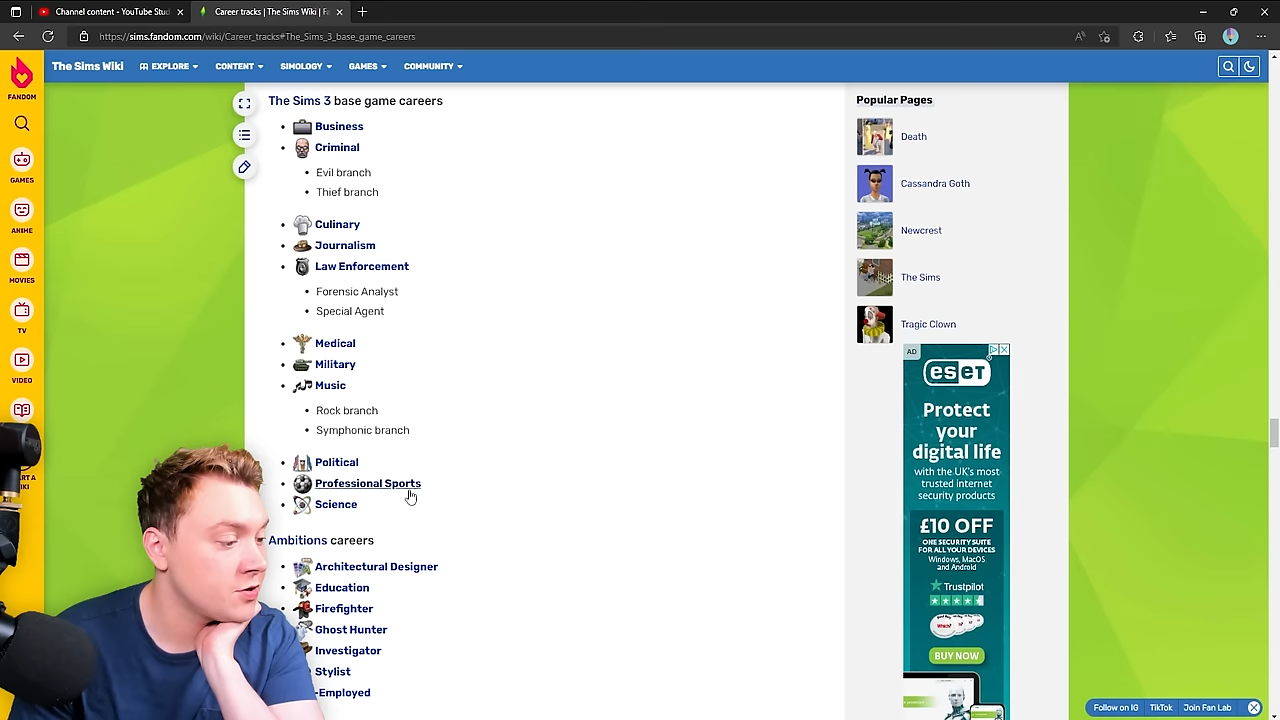 Channel content - YouTube Stud
Career tracks | The Sims Wiki | Fa
https://sims.fandom.com/wiki/Career_tracks#The_Sims_3_base_game_careers
The Sims Wiki
EXPLORE
CONTENT
SIMOLOGY
GAMES
COMMUNITY
FANDOM
GAMES
ANIME
MOVIES
TV
VIDEO
The Sims 3 base game careers
Business
Criminal
Evil branch
Thief branch
Culinary
Journalism
Law Enforcement
Forensic Analyst
Special Agent
Medical
Military
Music
Rock branch
Symphonic branch
Political
Professional Sports
Science
Ambitions careers
Architectural Designer
Education
Firefighter
Ghost Hunter
Investigator
Stylist
-Employed
Popular Pages
Death
Cassandra Goth
Newcrest
The Sims
Tragic Clown
AD
eset
Protect
your
digital life
with the UK's most
trusted internet
security products
£10 OFF
ONE SECURITY SUITE
FOR ALL YOUR DEVICES
Windows, MacOS
and Android
Trustpilot
BUY NOW
Follow on IG
TikTok
Join Fan Lab